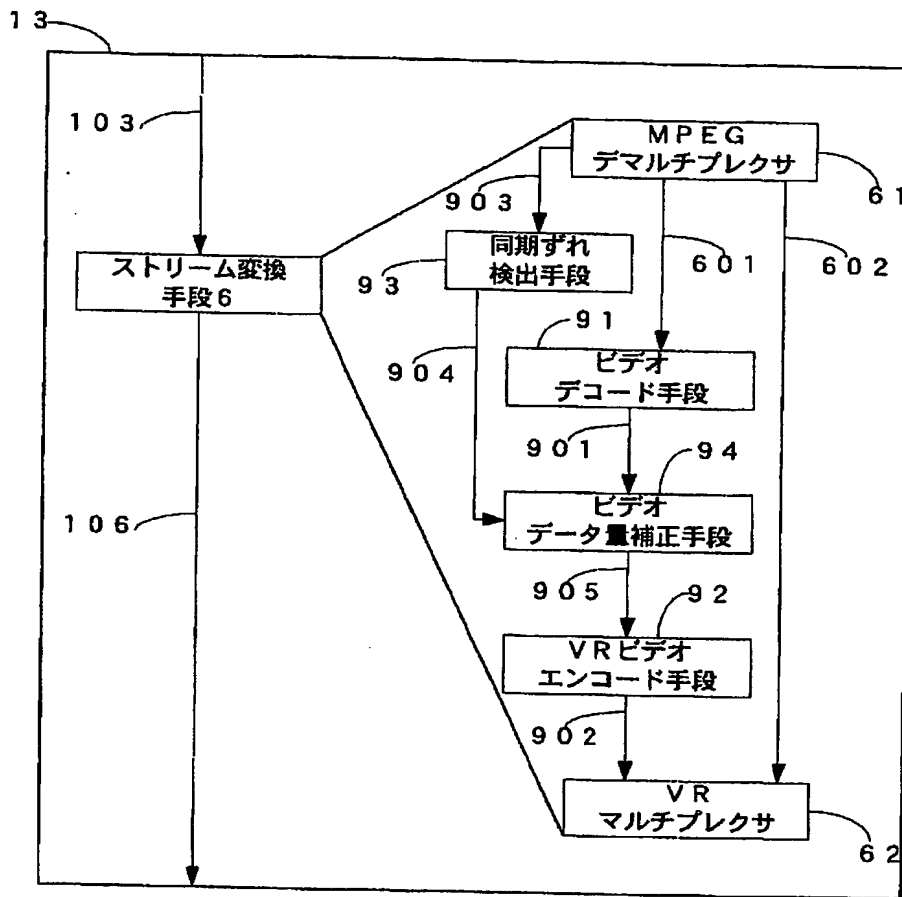 13
103
MPEG
デマルチプレクサ
61
903
同期ずれ
検出手段
93
601
602
ストリーム変換
手段6
91
904
ビデオ
デコード手段
901
94
106
ビデオ
データ量補正手段
905
92
VRビデオ
エンコード手段
902
VR
マルチプレクサ
62